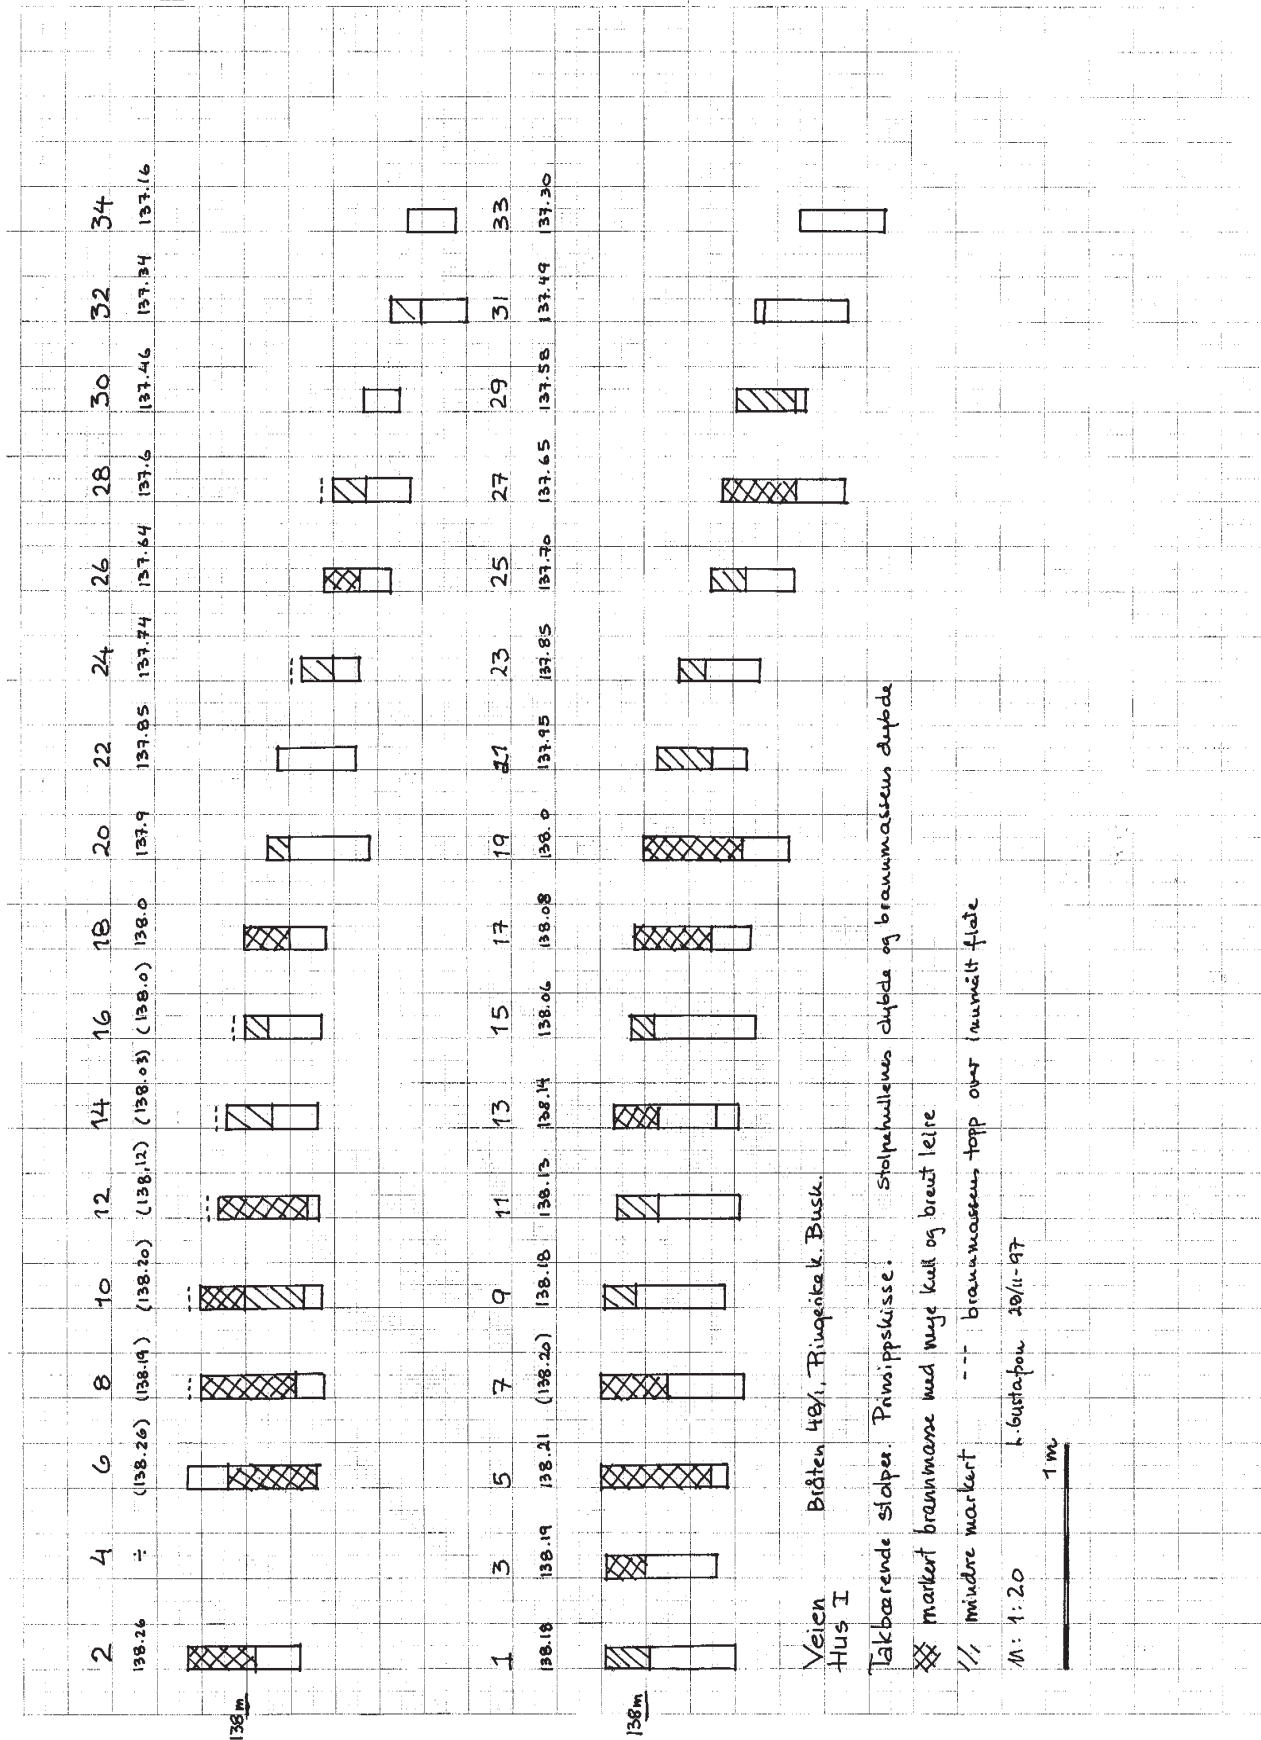 2 4 6 8 10 12 14 16 18 20 22 24 26 28 30 32 34
138.26 ÷ (138.26) (138.19) (138.20) (138,12) (138.03) (138.0) 138.0 137.9 137.85 137.74 137.64 137.6 137.46 137.34 137.16
138m
1 3 5 7 9 11 13 15 17 19 21 23 25 27 29 31 33
138.18 138.19 138.21 (138.20) 138.18 138.13 138.14 138.06 138.08 138.0 137.95 137.85 137.70 137.65 137.58 137.49 137.30
138m
Veien Bråten 48/1, Ringerike k. Busk.
Hus I
Takbærende stolper. Prinsippskisse. Stolpehullenes dybde og brannmassens dybde
markert brannmasse med mye kull og brent leire
mindre markert --- brannmassens topp over innmålt flate
M: 1:20 L. Gustafson 28/11-97
1m